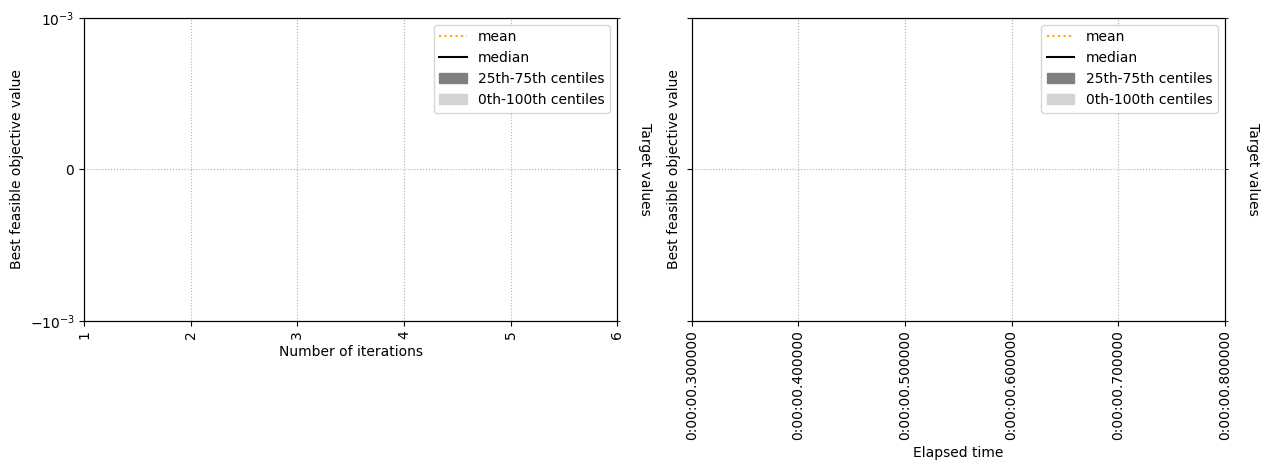 10^{-3}
0
−10^{-3}
Best feasible objective value
1
2
3
4
5
6
Number of iterations
mean
median
25th-75th centiles
0th-100th centiles
Target values
Best feasible objective value
0:00:00.300000
0:00:00.400000
0:00:00.500000
0:00:00.600000
0:00:00.700000
0:00:00.800000
Elapsed time
mean
median
25th-75th centiles
0th-100th centiles
Target values